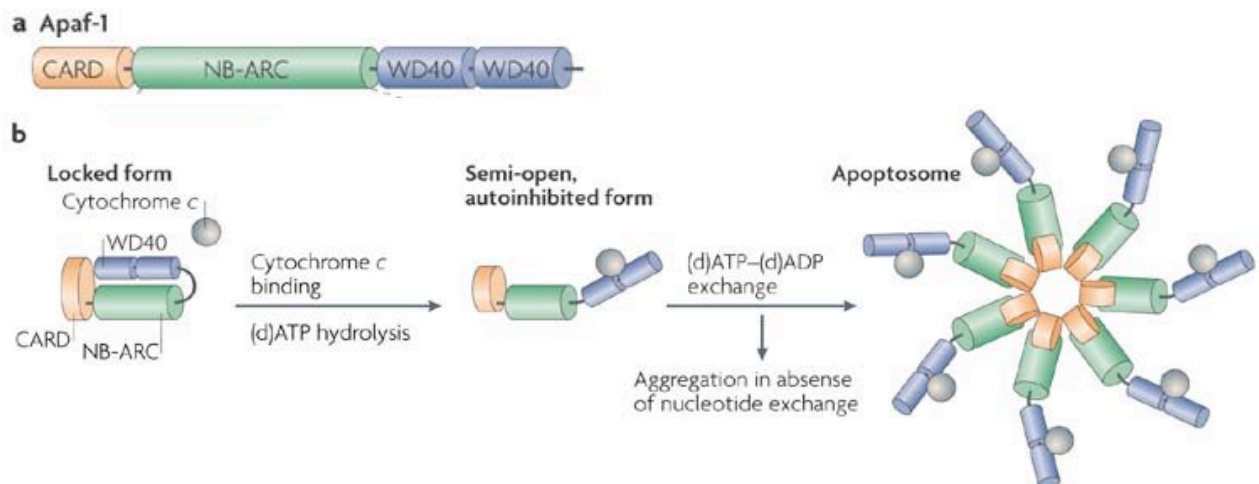 a Apaf-1
CARD NB-ARC WD40 WD40
b
Locked form
Cytochrome c
WD40
CARD
NB-ARC
Cytochrome c
binding
(d)ATP hydrolysis
Semi-open,
autoinhibited form
(d)ATP–(d)ADP
exchange
Aggregation in absense
of nucleotide exchange
Apoptosome